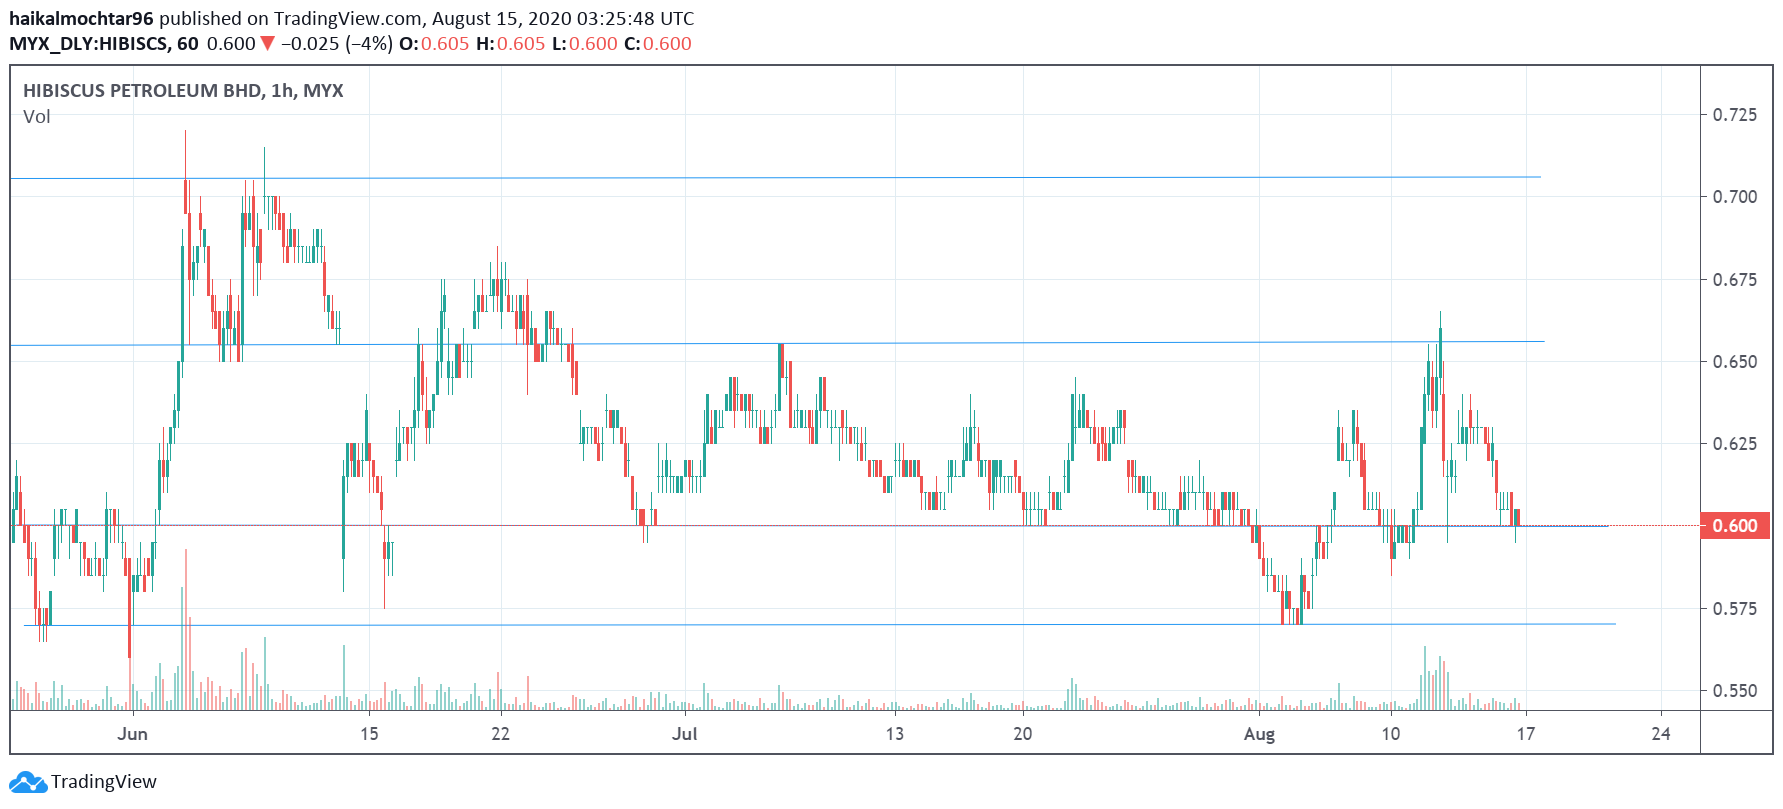 haikalmochtar96 published on TradingView.com, August 15, 2020 03:25:48 UTC
MYX_DLY:HIBISCS, 60 0.600 ▼ −0.025 (−4%) O:0.605 H:0.605 L:0.600 C:0.600
HIBISCUS PETROLEUM BHD, 1h, MYX
Vol
0.725
0.700
0.675
0.650
0.625
0.600
0.575
0.550
Jun 15 22 Jul 13 20 Aug 10 17 24
TradingView